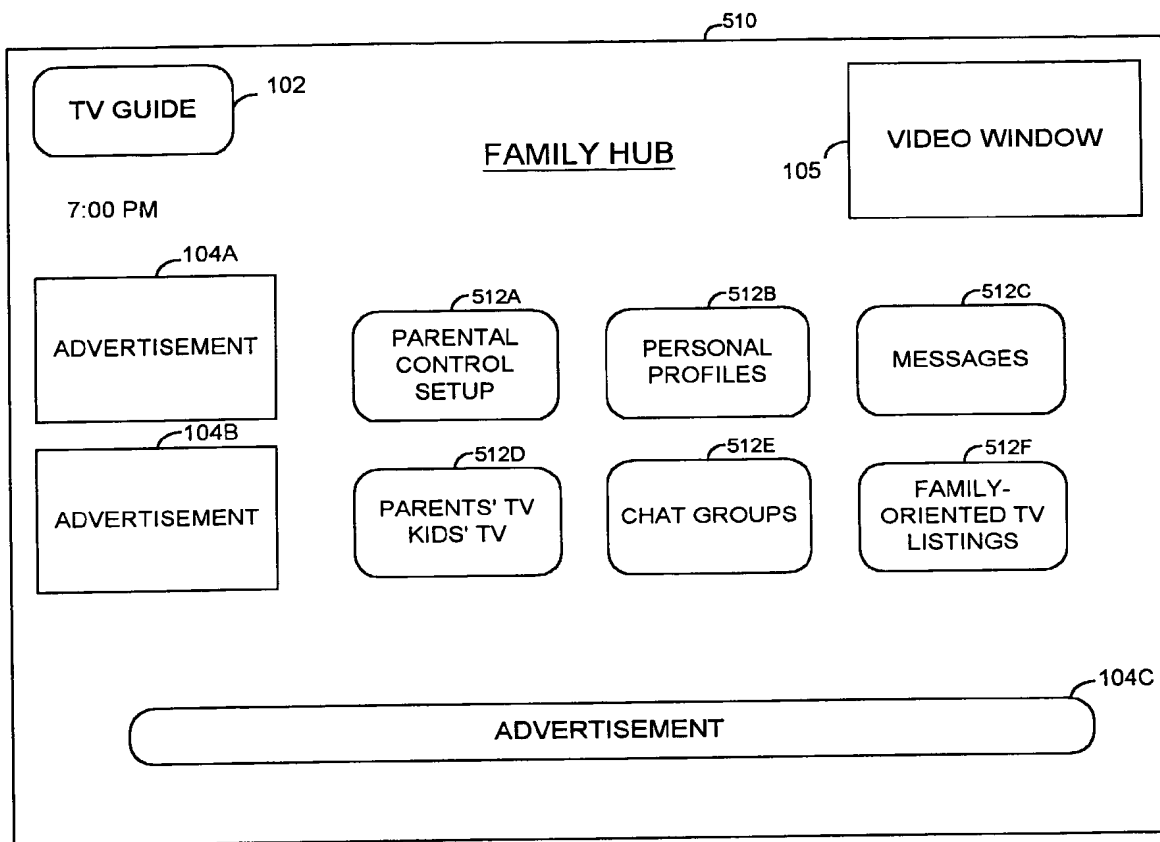 510
TV GUIDE
102
FAMILY HUB
VIDEO WINDOW
105
7:00 PM
104A
ADVERTISEMENT
512A
PARENTAL
CONTROL
SETUP
512B
PERSONAL
PROFILES
512C
MESSAGES
104B
ADVERTISEMENT
512D
PARENTS' TV
KIDS' TV
512E
CHAT GROUPS
512F
FAMILY-
ORIENTED TV
LISTINGS
104C
ADVERTISEMENT